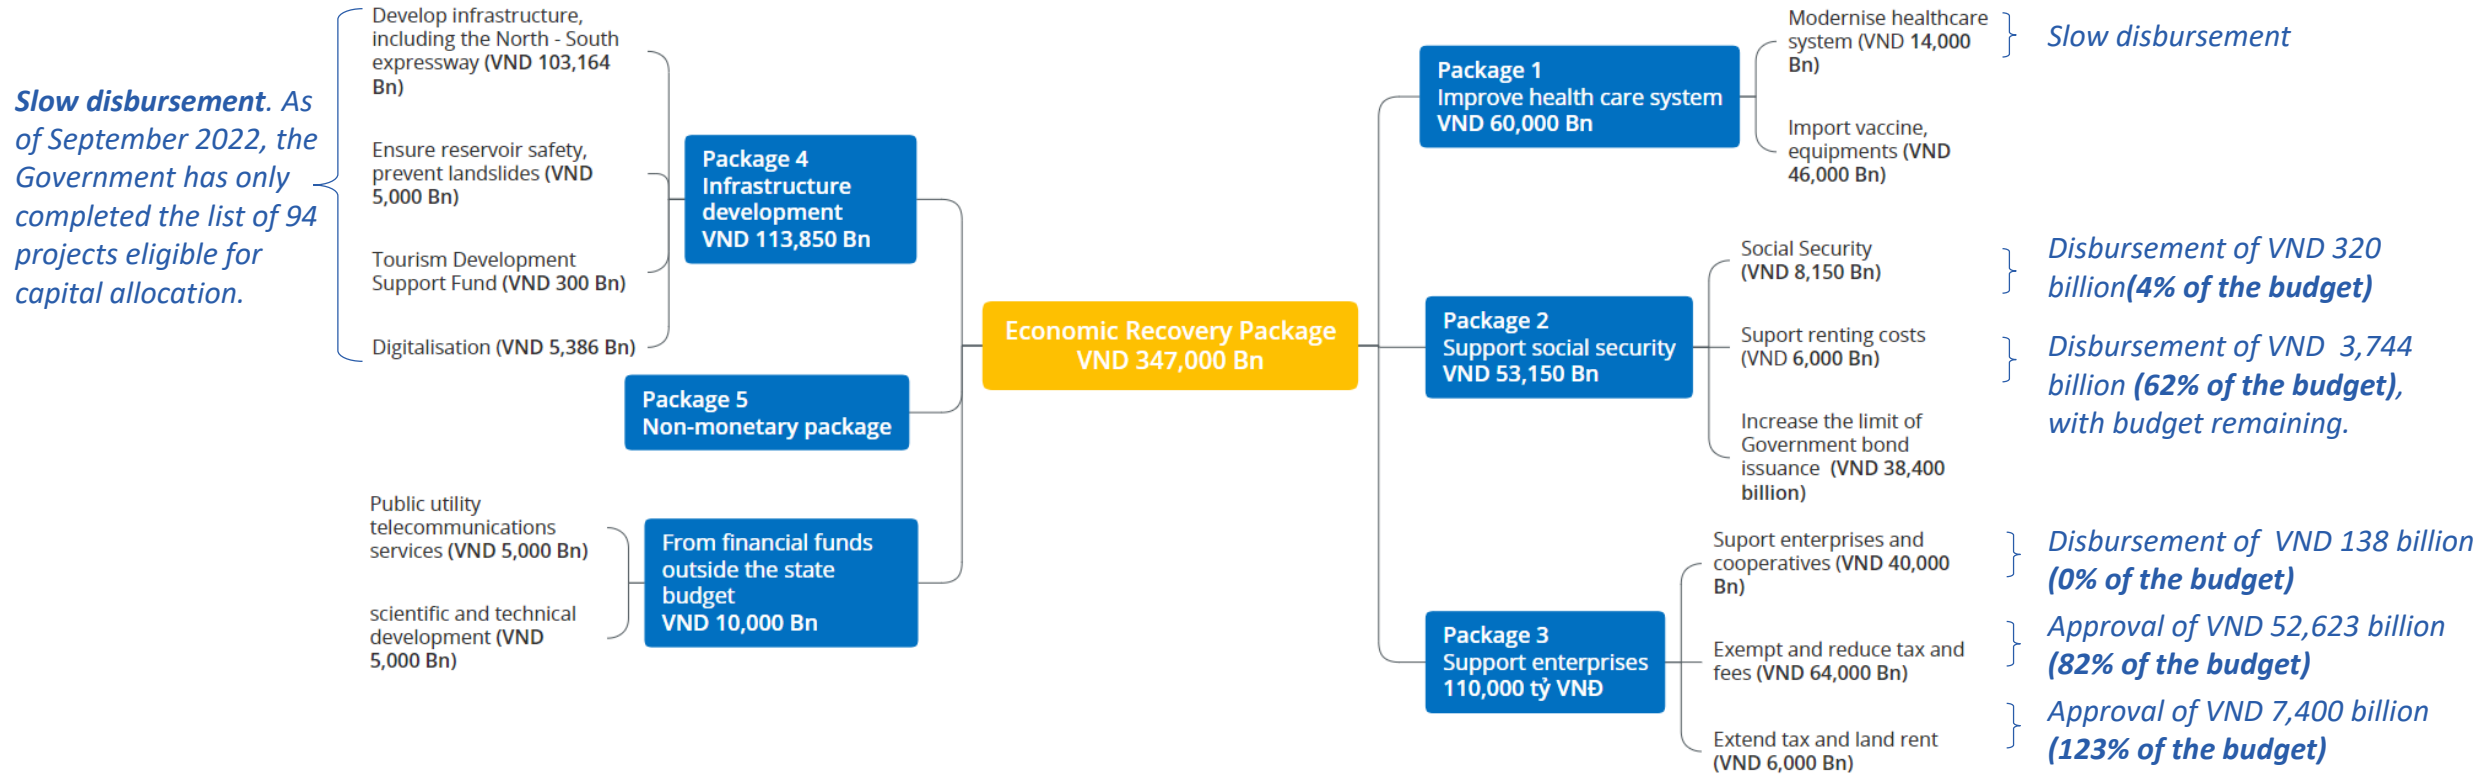 Slow disbursement. As
of September 2022, the
Government has only
completed the list of 94
projects eligible for
capital allocation.
Develop infrastructure,
including the North - South
expressway (VND 103,164
Bn)
Ensure reservoir safety,
prevent landslides (VND
5,000 Bn)
Tourism Development
Support Fund (VND 300 Bn)
Digitalisation (VND 5,386 Bn)
Package 4
Infrastructure
development
VND 113,850 Bn
Package 5
Non-monetary package
Public utility
telecommunications
services (VND 5,000 Bn)
scientific and technical
development (VND
5,000 Bn)
From financial funds
outside the state
budget
VND 10,000 Bn
Economic Recovery Package
VND 347,000 Bn
Package 1
Improve health care system
VND 60,000 Bn
Modernise healthcare
system (VND 14,000
Bn)
Slow disbursement
Import vaccine,
equipments (VND
46,000 Bn)
Package 2
Support social security
VND 53,150 Bn
Social Security
(VND 8,150 Bn)
Disbursement of VND 320
billion(4% of the budget)
Suport renting costs
(VND 6,000 Bn)
Disbursement of VND 3,744
billion (62% of the budget),
with budget remaining.
Increase the limit of
Government bond
issuance (VND 38,400
billion)
Package 3
Support enterprises
110,000 tỷ VNĐ
Suport enterprises and
cooperatives (VND 40,000
Bn)
Disbursement of VND 138 billion
(0% of the budget)
Exempt and reduce tax and
fees (VND 64,000 Bn)
Approval of VND 52,623 billion
(82% of the budget)
Extend tax and land rent
(VND 6,000 Bn)
Approval of VND 7,400 billion
(123% of the budget)